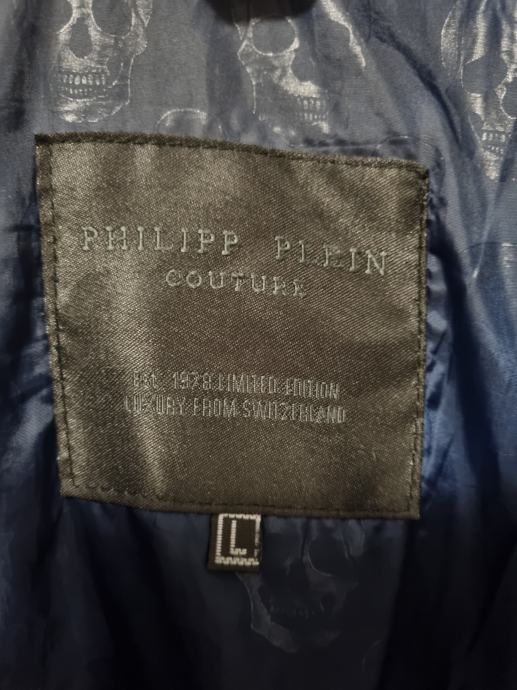 PHILIPP PLEIN
COUTURE
EST. 1978 LIMITED EDITION
LUXURY FROM SWITZERLAND
L